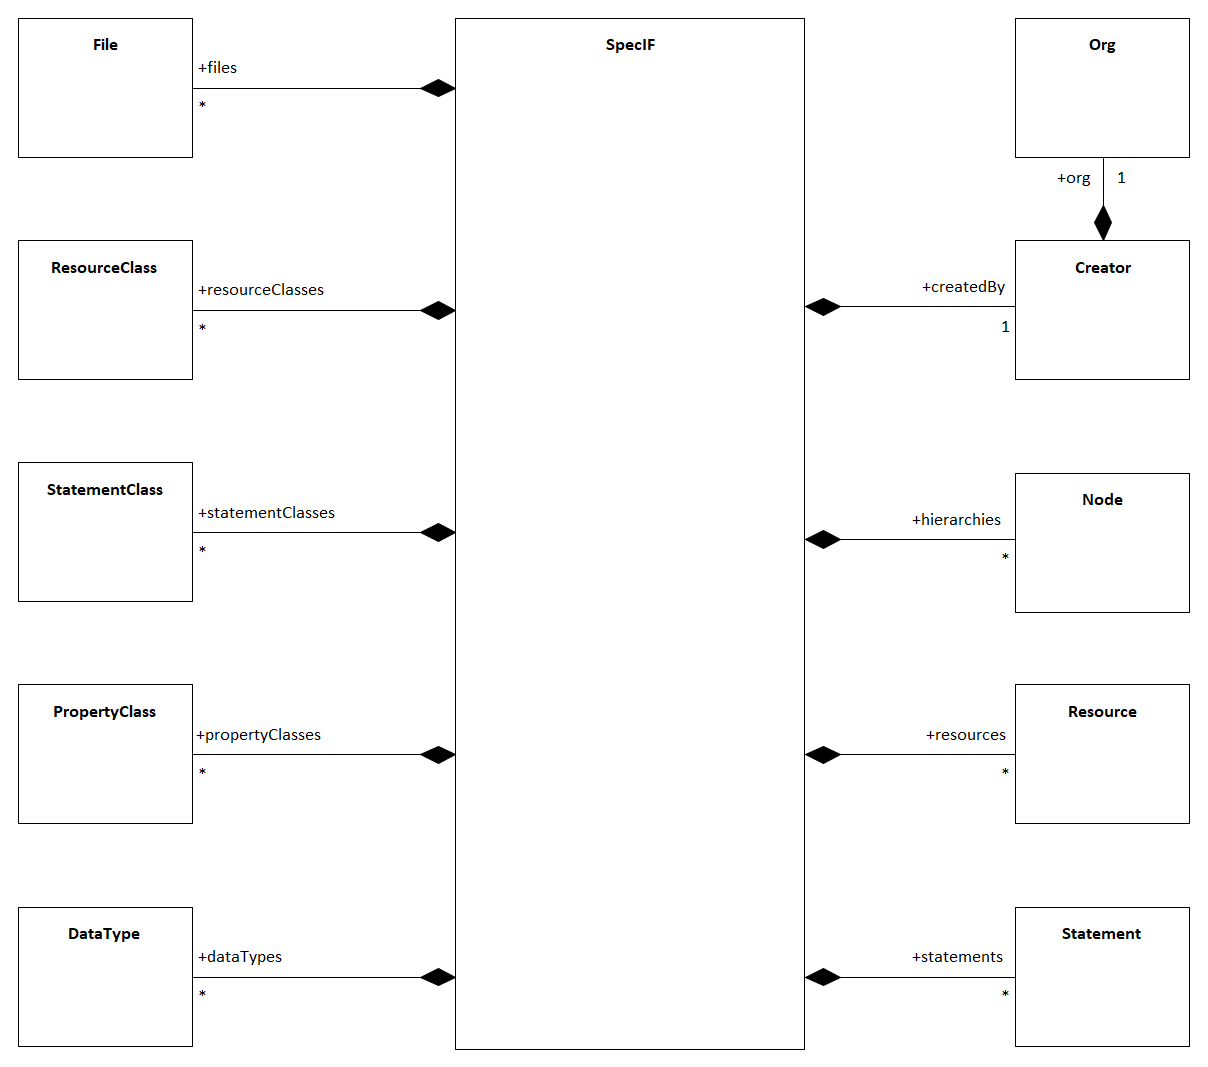 File
+files
*
SpecIF
Org
+org
1
ResourceClass
+resourceClasses
*
Creator
+createdBy
1
StatementClass
+statementClasses
*
Node
+hierarchies
*
PropertyClass
+propertyClasses
*
Resource
+resources
*
DataType
+dataTypes
*
Statement
+statements
*